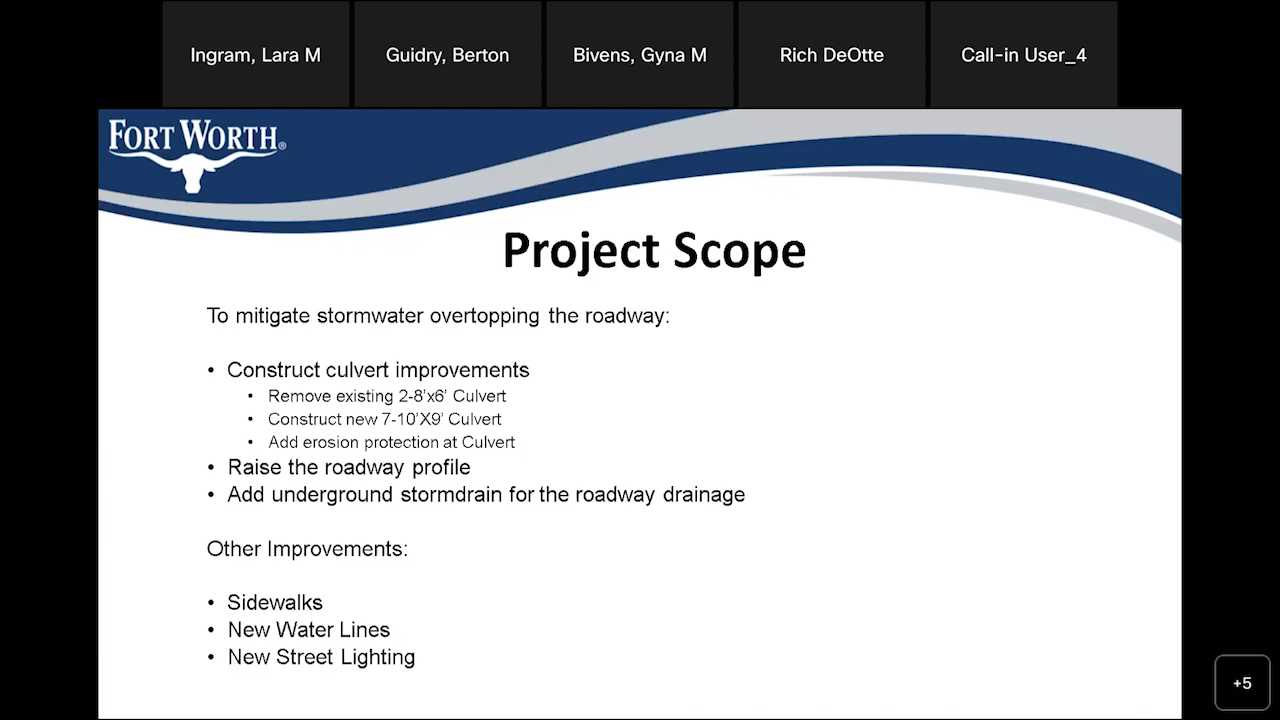 Ingram, Lara M
Guidry, Berton
Bivens, Gyna M
Rich DeOtte
Call-in User_4
FORT WORTH®
Project Scope
To mitigate stormwater overtopping the roadway:
• Construct culvert improvements
• Remove existing 2-8'x6' Culvert
• Construct new 7-10'X9' Culvert
• Add erosion protection at Culvert
• Raise the roadway profile
• Add underground stormdrain for the roadway drainage
Other Improvements:
• Sidewalks
• New Water Lines
• New Street Lighting
+5